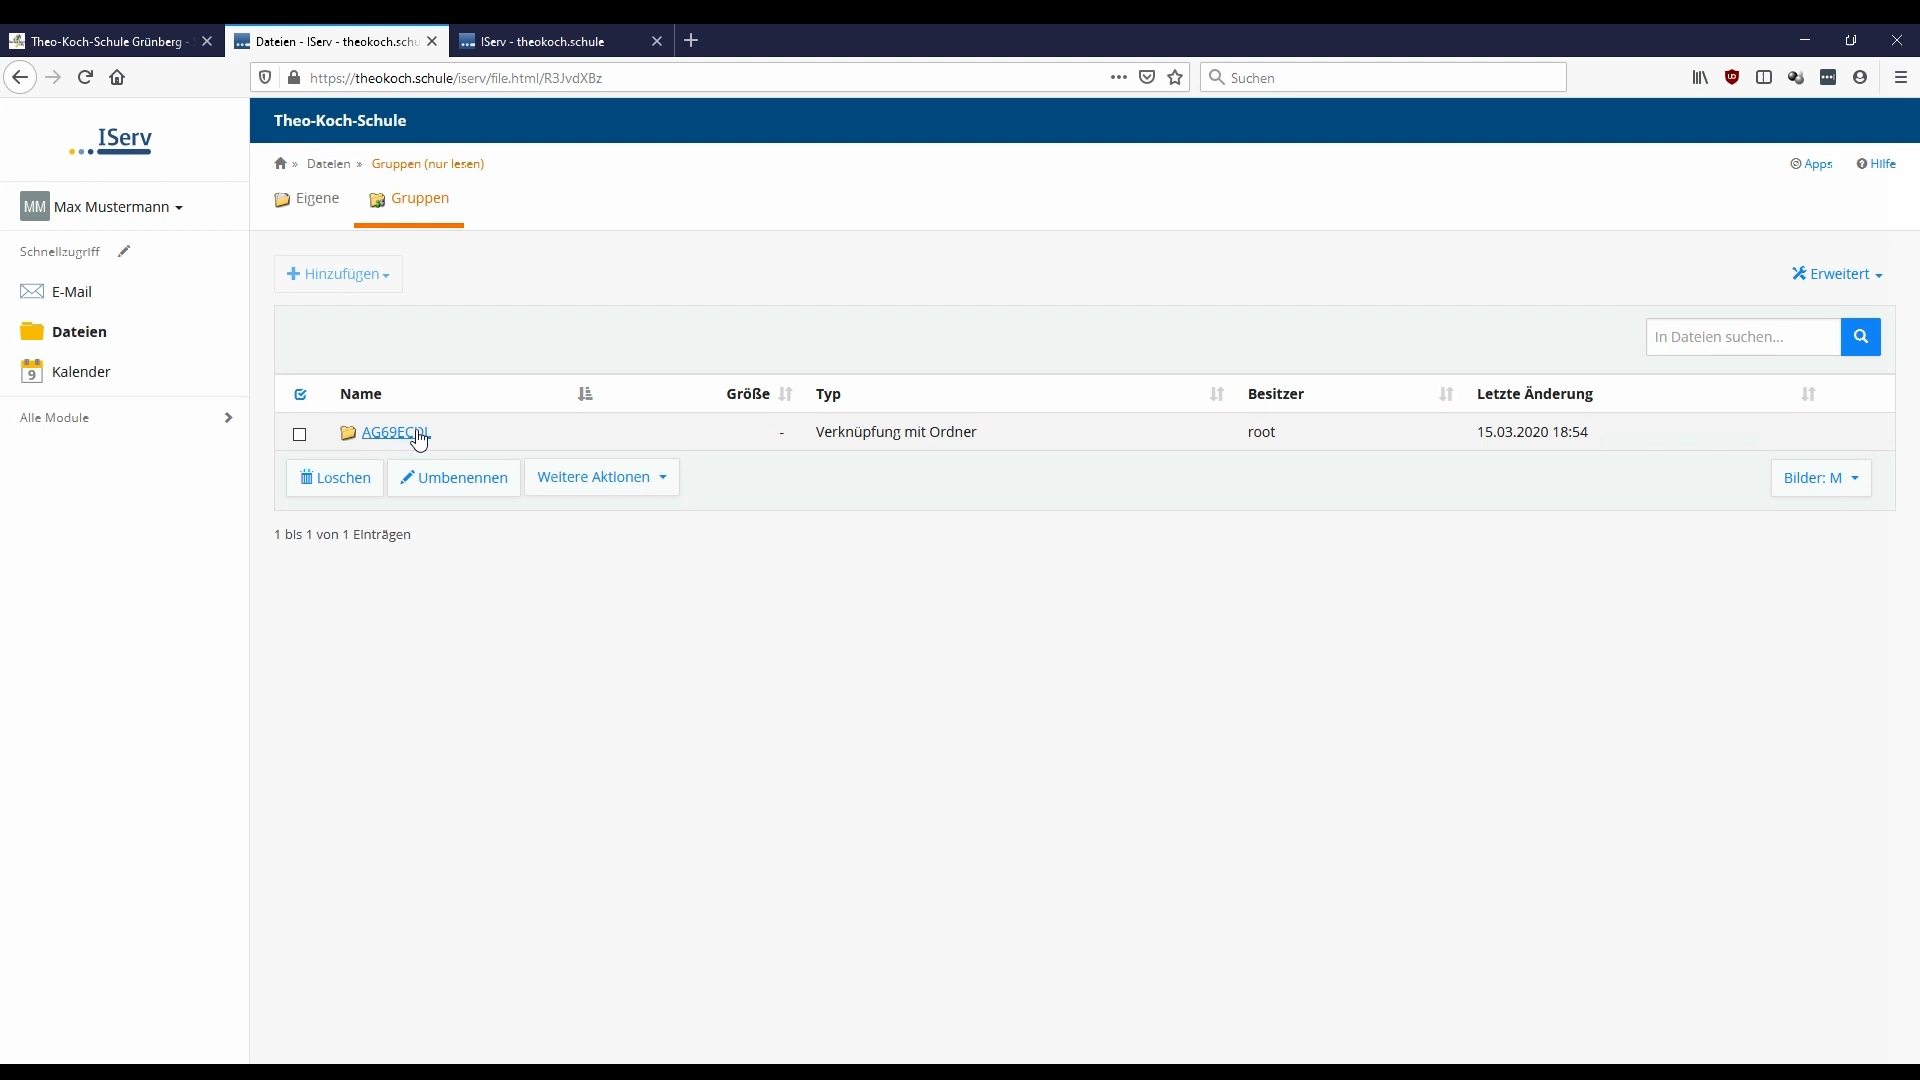 Theo-Koch-Schule Grünberg -
Dateien - IServ - theokoch.schu
IServ - theokoch.schule
https://theokoch.schule/iserv/file.html/R3JvdXBz
Suchen
IServ
Theo-Koch-Schule
» Dateien » Gruppen (nur lesen)
Apps
Hilfe
MM Max Mustermann
Eigene
Gruppen
Schnellzugriff
E-Mail
Dateien
9 Kalender
Alle Module
Hinzufügen
Erweitert
In Dateien suchen...
Name Größe Typ Besitzer Letzte Änderung
AG69ECDL - Verknüpfung mit Ordner root 15.03.2020 18:54
Löschen
Umbenennen
Weitere Aktionen
Bilder: M
1 bis 1 von 1 Einträgen